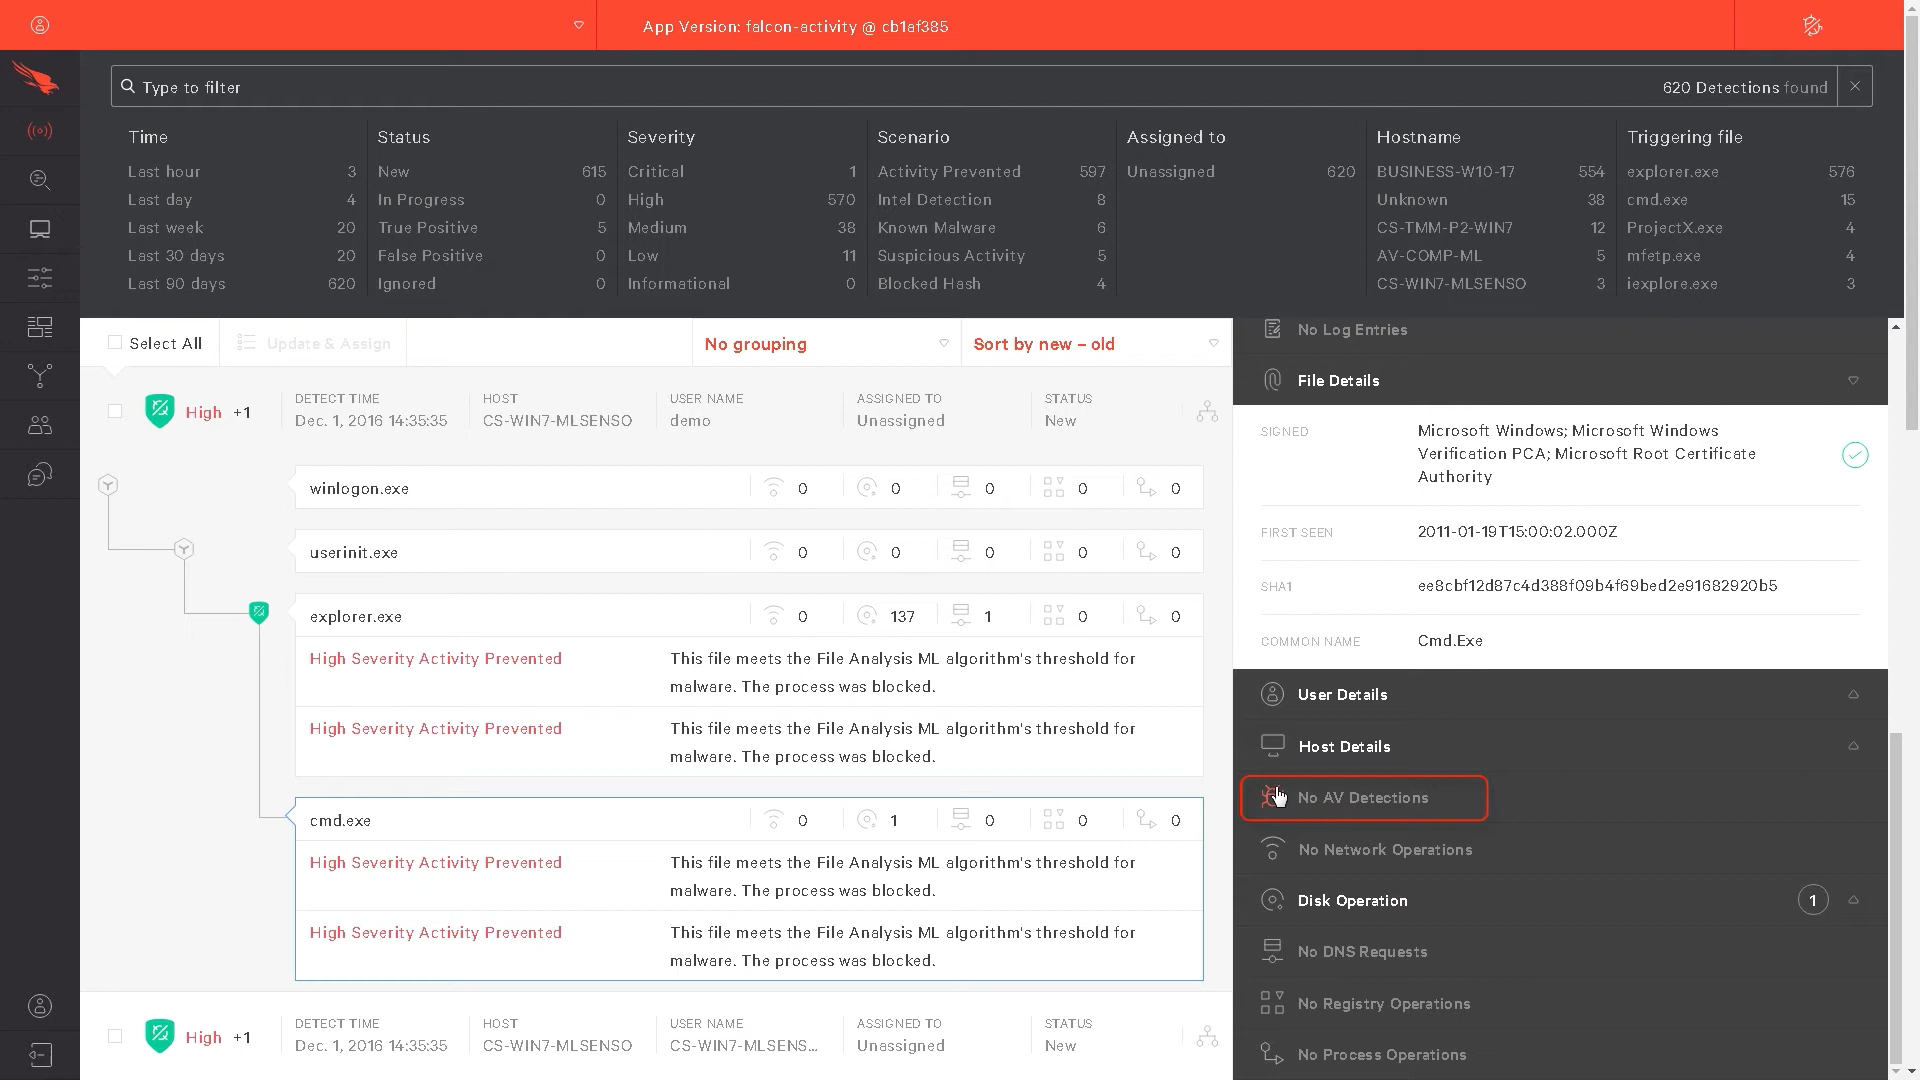 App Version: falcon-activity @ cb1af385
Type to filter
620 Detections found
Time
Last hour 3
Last day 4
Last week 20
Last 30 days 20
Last 90 days 620
Status
New 615
In Progress 0
True Positive 5
False Positive 0
Ignored 0
Severity
Critical 1
High 570
Medium 38
Low 11
Informational 0
Scenario
Activity Prevented 597
Intel Detection 8
Known Malware 6
Suspicious Activity 5
Blocked Hash 4
Assigned to
Unassigned 620
Hostname
BUSINESS-W10-17 554
Unknown 38
CS-TMM-P2-WIN7 12
AV-COMP-ML 5
CS-WIN7-MLSENSO 3
Triggering file
explorer.exe 576
cmd.exe 15
ProjectX.exe 4
mfetp.exe 4
iexplore.exe 3
Select All
Update & Assign
No grouping
Sort by new – old
High +1
DETECT TIME
Dec. 1, 2016 14:35:35
HOST
CS-WIN7-MLSENSO
USER NAME
demo
ASSIGNED TO
Unassigned
STATUS
New
winlogon.exe 0 0 0 0 0
userinit.exe 0 0 0 0 0
explorer.exe 0 137 1 0 0
High Severity Activity Prevented
This file meets the File Analysis ML algorithm's threshold for
malware. The process was blocked.
High Severity Activity Prevented
This file meets the File Analysis ML algorithm's threshold for
malware. The process was blocked.
cmd.exe 0 1 0 0 0
High Severity Activity Prevented
This file meets the File Analysis ML algorithm's threshold for
malware. The process was blocked.
High Severity Activity Prevented
This file meets the File Analysis ML algorithm's threshold for
malware. The process was blocked.
High +1
DETECT TIME
Dec. 1, 2016 14:35:35
HOST
CS-WIN7-MLSENSO
USER NAME
CS-WIN7-MLSENS...
ASSIGNED TO
Unassigned
STATUS
New
No Log Entries
File Details
SIGNED
Microsoft Windows; Microsoft Windows
Verification PCA; Microsoft Root Certificate
Authority
FIRST SEEN
2011-01-19T15:00:02.000Z
SHA1
ee8cbf12d87c4d388f09b4f69bed2e91682920b5
COMMON NAME
Cmd.Exe
User Details
Host Details
No AV Detections
No Network Operations
Disk Operation 1
No DNS Requests
No Registry Operations
No Process Operations